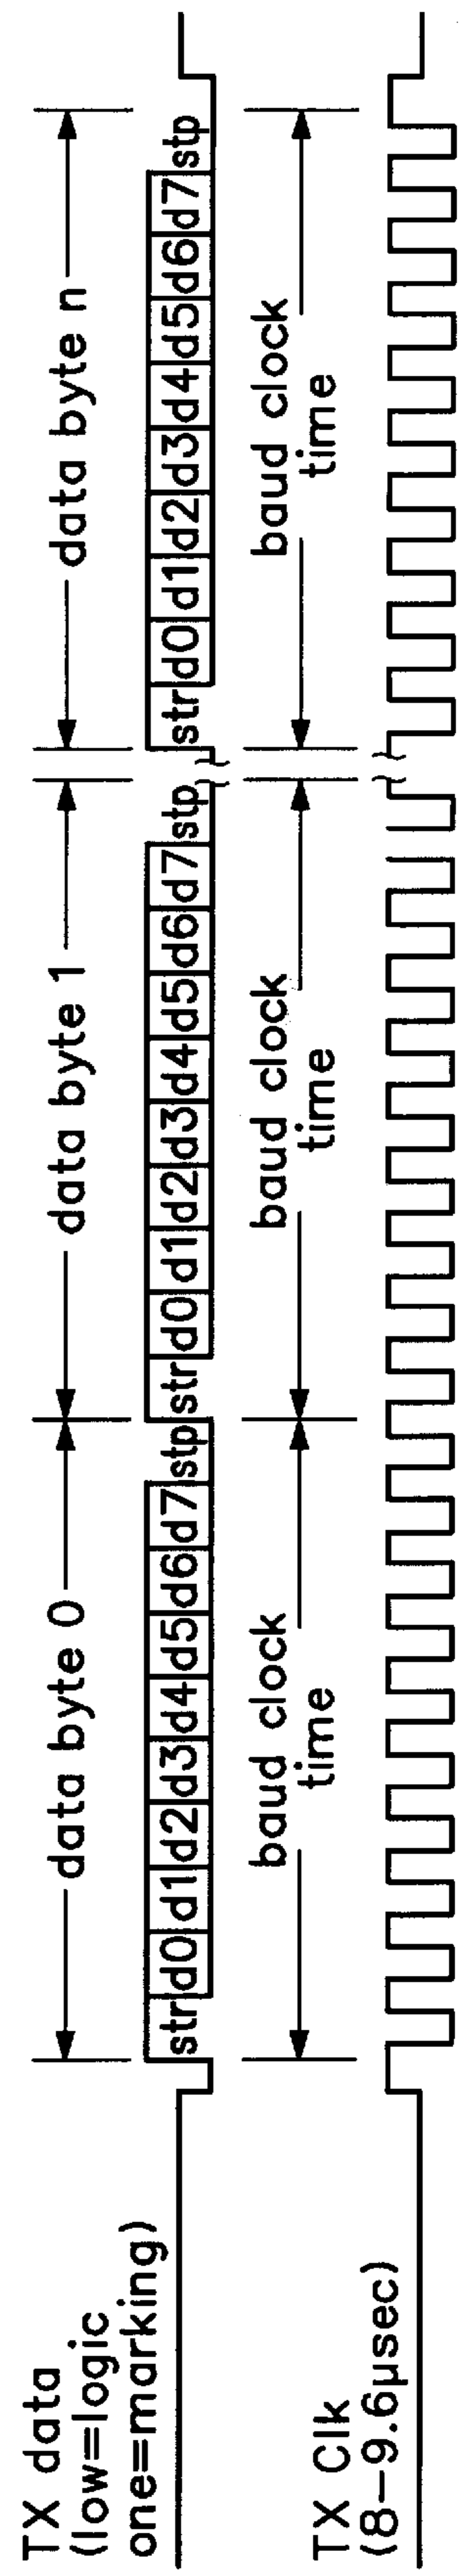 TX data
(low=logic
one=marking)
data byte 0
data byte 1
data byte n
str d0 d1 d2 d3 d4 d5 d6 d7 stp str d0 d1 d2 d3 d4 d5 d6 d7 stp str d0 d1 d2 d3 d4 d5 d6 d7 stp
baud clock
time
baud clock
time
baud clock
time
TX Clk
(8–9.6μsec)